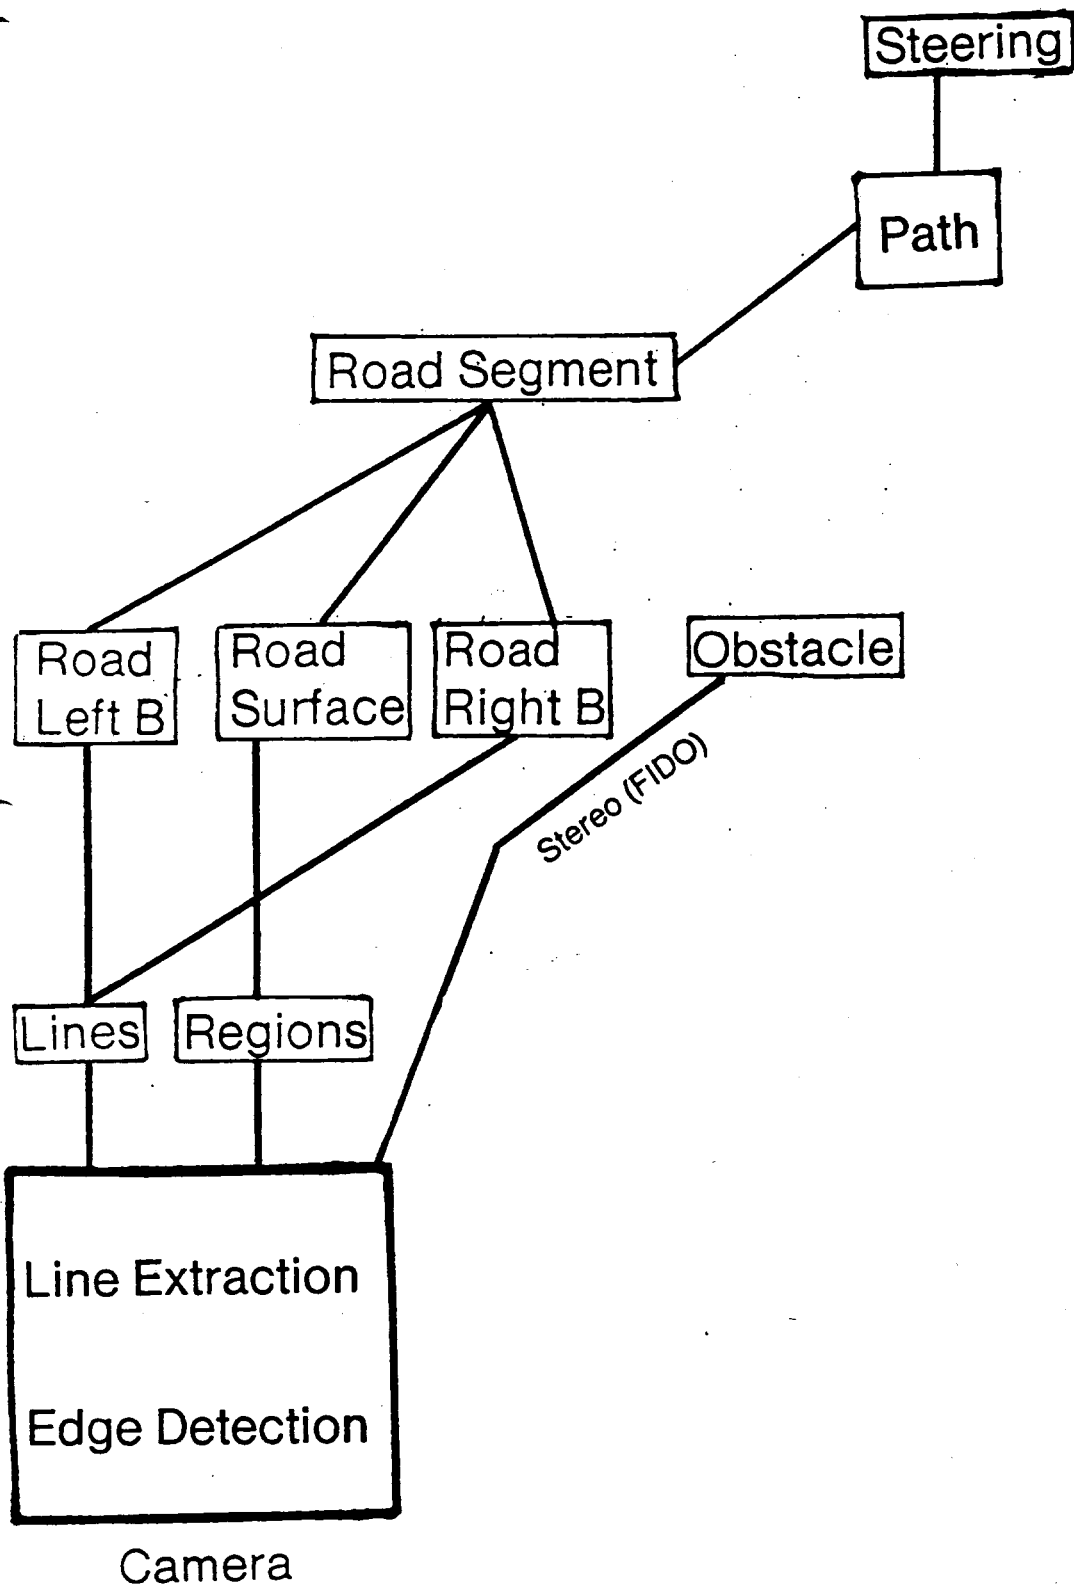 Steering
Path
Road Segment
Road
Left B
Road
Surface
Road
Right B
Obstacle
Stereo (FIDO)
Lines
Regions
Line Extraction
Edge Detection
Camera